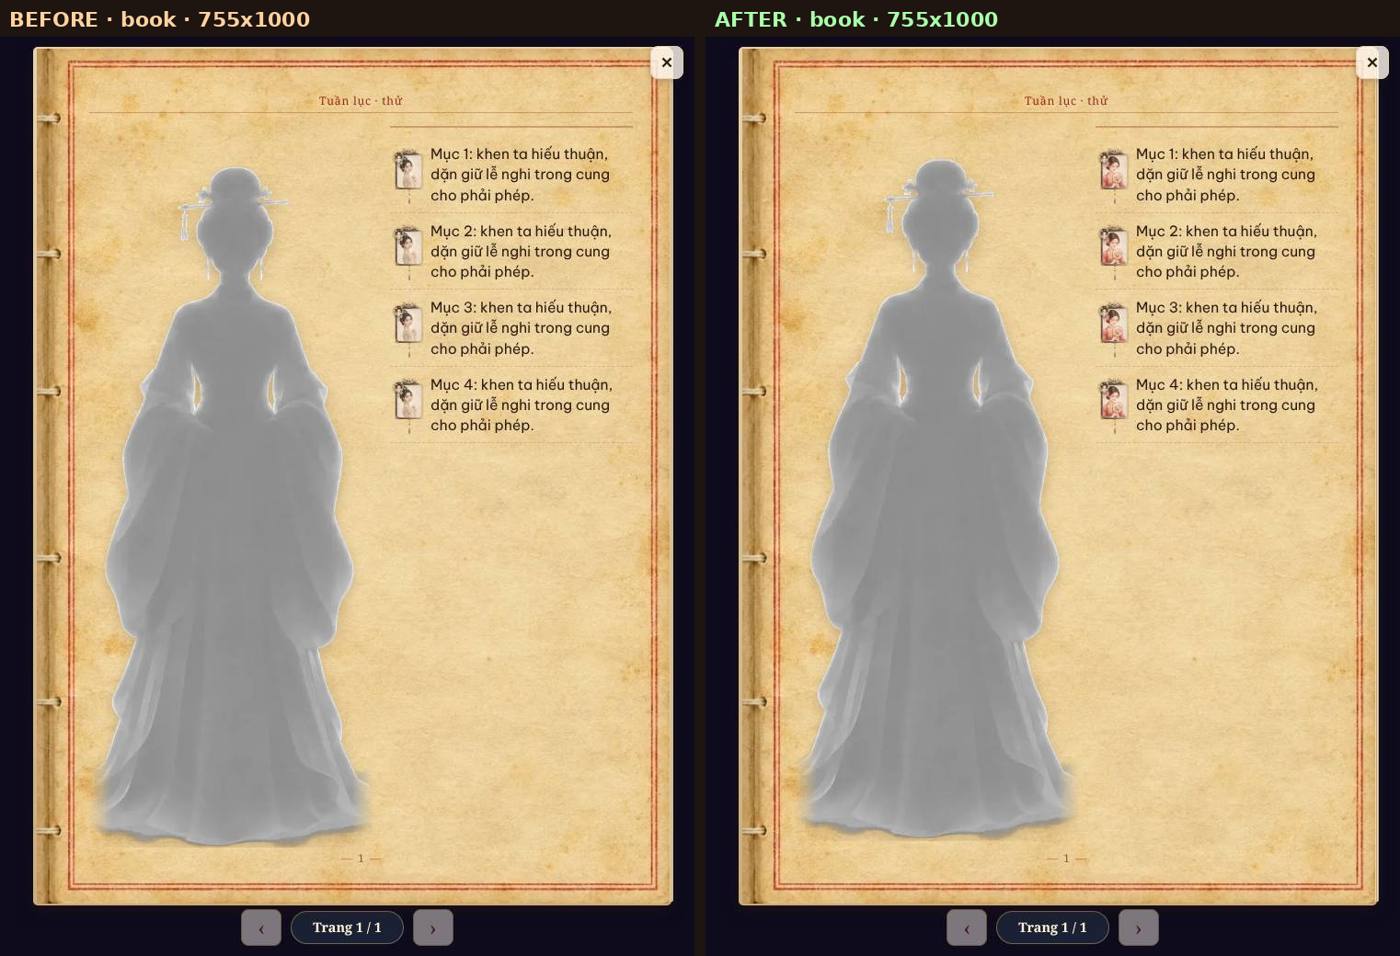 BEFORE · book · 755x1000
×
Tuần lục · thử
Mục 1: khen ta hiếu thuận,
dặn giữ lễ nghi trong cung
cho phải phép.
Mục 2: khen ta hiếu thuận,
dặn giữ lễ nghi trong cung
cho phải phép.
Mục 3: khen ta hiếu thuận,
dặn giữ lễ nghi trong cung
cho phải phép.
Mục 4: khen ta hiếu thuận,
dặn giữ lễ nghi trong cung
cho phải phép.
— 1 —
‹ Trang 1 / 1 ›
AFTER · book · 755x1000
×
Tuần lục · thử
Mục 1: khen ta hiếu thuận,
dặn giữ lễ nghi trong cung
cho phải phép.
Mục 2: khen ta hiếu thuận,
dặn giữ lễ nghi trong cung
cho phải phép.
Mục 3: khen ta hiếu thuận,
dặn giữ lễ nghi trong cung
cho phải phép.
Mục 4: khen ta hiếu thuận,
dặn giữ lễ nghi trong cung
cho phải phép.
— 1 —
‹ Trang 1 / 1 ›